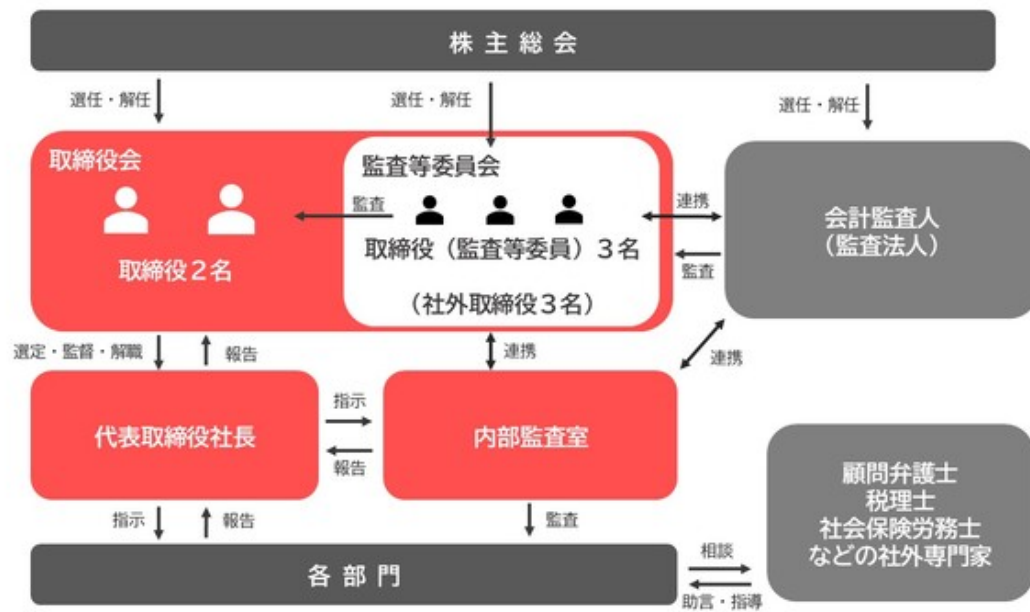 株主総会
選任・解任
選任・解任
選任・解任
取締役会
監査等委員会
監査
連携
会計監査人
(監査法人)
取締役(監査等委員)3名
監査
取締役2名
(社外取締役3名)
選定・監督・解職
報告
連携
連携
代表取締役社長
指示
報告
内部監査室
顧問弁護士
税理士
社会保険労務士
などの社外専門家
指示
報告
監査
各部門
相談
助言・指導